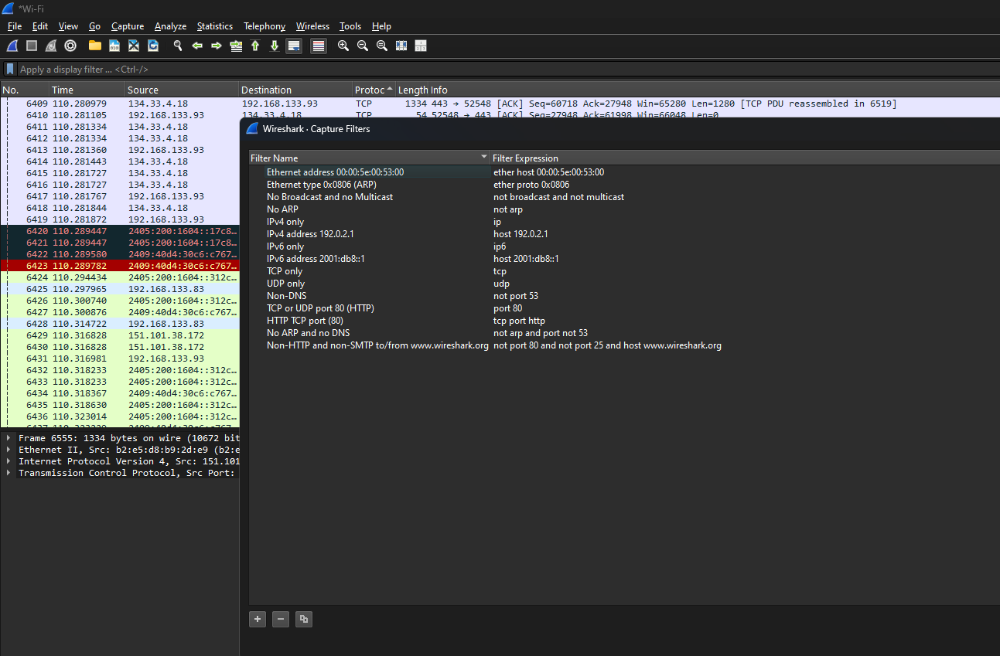 *Wi-Fi
File Edit View Go Capture Analyze Statistics Telephony Wireless Tools Help
Apply a display filter ... <Ctrl-/>
No. Time Source Destination Protoc Length Info
6409 110.280979 134.33.4.18 192.168.133.93 TCP 1334 443 → 52548 [ACK] Seq=60718 Ack=27948 Win=65280 Len=1280 [TCP PDU reassembled in 6519]
6410 110.281105 192.168.133.93 134.33.4.18 TCP 54 52548 → 443 [ACK] Seq=27948 Ack=61998 Win=66048 Len=0
6411 110.281334 134.33.4.18
6412 110.281334 134.33.4.18
6413 110.281360 192.168.133.93
6414 110.281443 134.33.4.18
6415 110.281727 134.33.4.18
6416 110.281727 134.33.4.18
6417 110.281767 192.168.133.93
6418 110.281844 134.33.4.18
6419 110.281872 192.168.133.93
6420 110.289447 2405:200:1604::17c8…
6421 110.289447 2405:200:1604::17c8…
6422 110.289580 2409:40d4:30c6:c767…
6423 110.289782 2409:40d4:30c6:c767…
6424 110.294434 2405:200:1604::312c…
6425 110.297965 192.168.133.83
6426 110.300740 2405:200:1604::312c…
6427 110.300876 2409:40d4:30c6:c767…
6428 110.314722 192.168.133.83
6429 110.316828 151.101.38.172
6430 110.316828 151.101.38.172
6431 110.316981 192.168.133.93
6432 110.318233 2405:200:1604::312c…
6433 110.318233 2405:200:1604::312c…
6434 110.318367 2409:40d4:30c6:c767…
6435 110.318630 2405:200:1604::312c…
6436 110.323014 2405:200:1604::312c…
Frame 6555: 1334 bytes on wire (10672 bit
Ethernet II, Src: b2:e5:d8:b9:2d:e9 (b2:e
Internet Protocol Version 4, Src: 151.101
Transmission Control Protocol, Src Port:
Wireshark · Capture Filters
Filter Name Filter Expression
Ethernet address 00:00:5e:00:53:00 ether host 00:00:5e:00:53:00
Ethernet type 0x0806 (ARP) ether proto 0x0806
No Broadcast and no Multicast not broadcast and not multicast
No ARP not arp
IPv4 only ip
IPv4 address 192.0.2.1 host 192.0.2.1
IPv6 only ip6
IPv6 address 2001:db8::1 host 2001:db8::1
TCP only tcp
UDP only udp
Non-DNS not port 53
TCP or UDP port 80 (HTTP) port 80
HTTP TCP port (80) tcp port http
No ARP and no DNS not arp and port not 53
Non-HTTP and non-SMTP to/from www.wireshark.org not port 80 and not port 25 and host www.wireshark.org